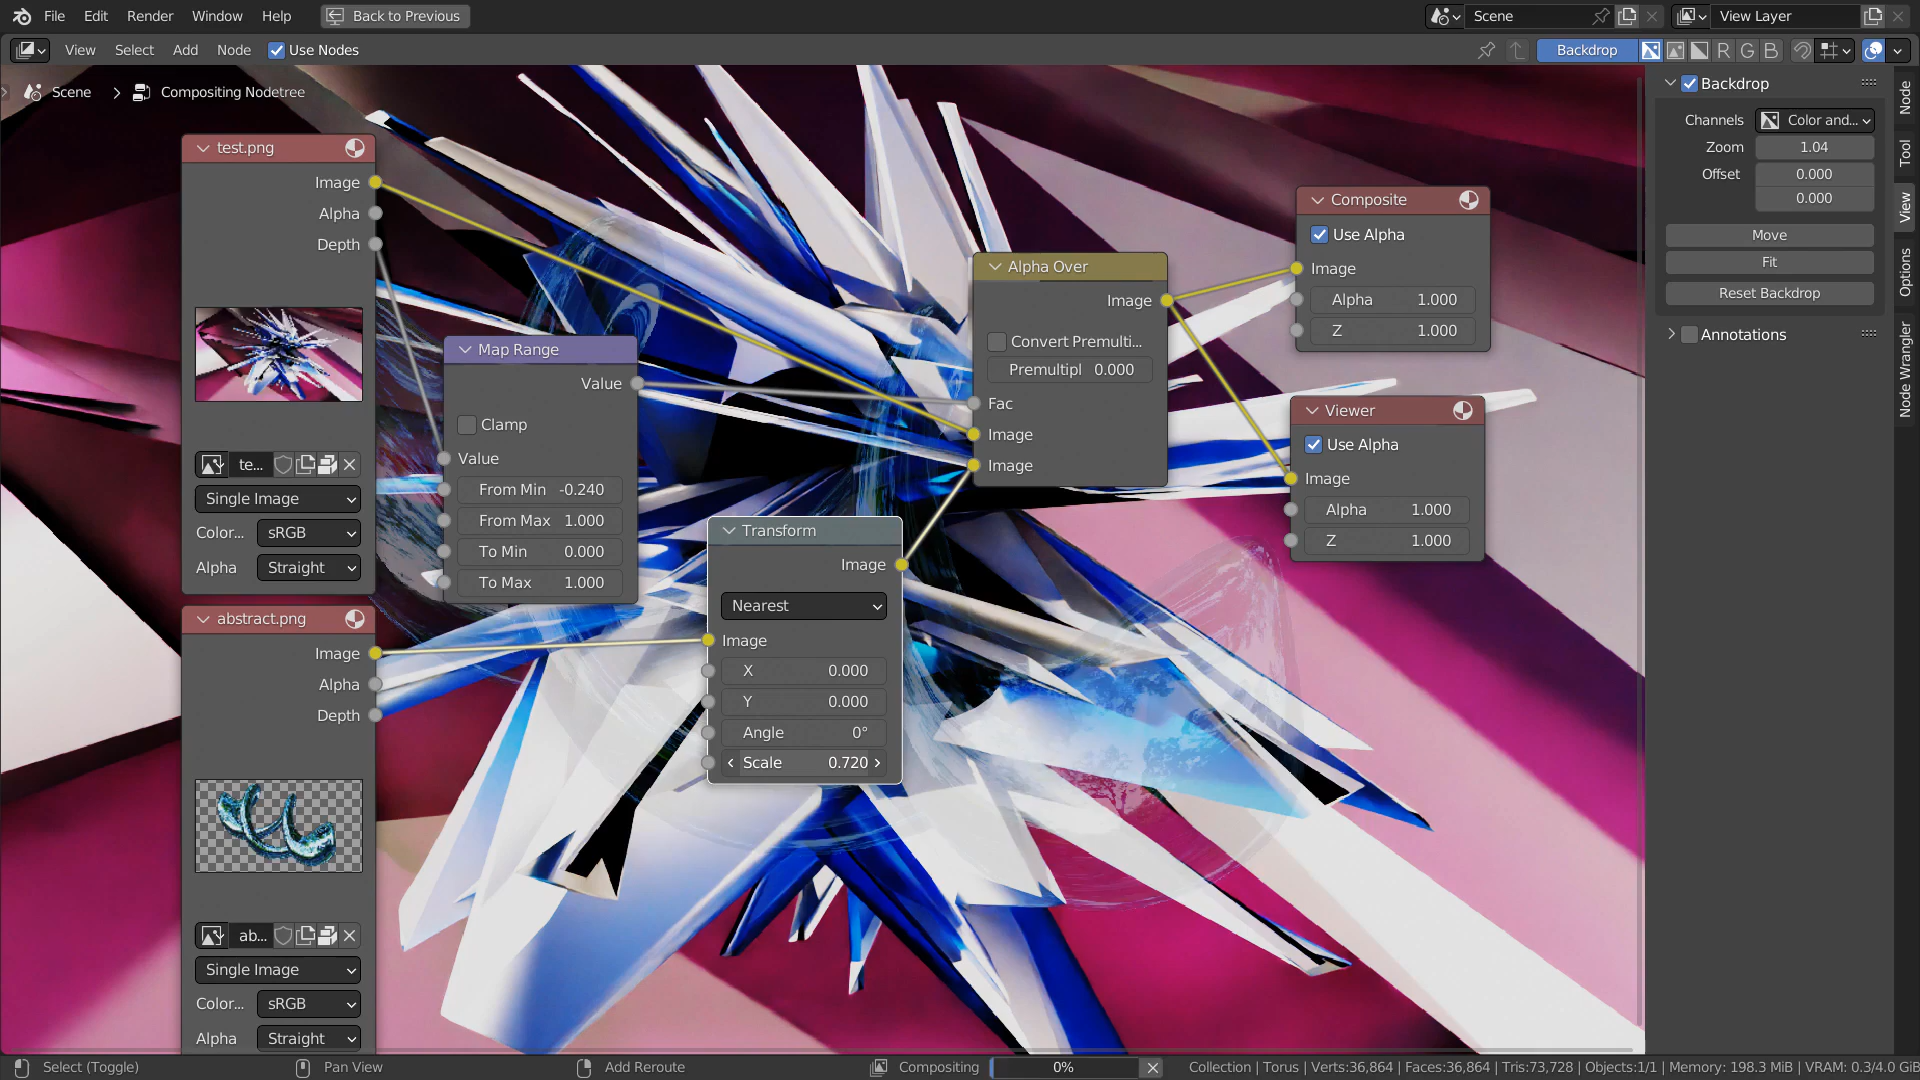 File Edit Render Window Help Back to Previous Scene View Layer
View Select Add Node Use Nodes Backdrop R G B
Scene Compositing Nodetree
test.png
Image
Alpha
Depth
te...
Single Image
Color... sRGB
Alpha Straight
abstract.png
Image
Alpha
Depth
ab...
Single Image
Color... sRGB
Alpha Straight
Map Range
Value
Clamp
Value
From Min -0.240
From Max 1.000
To Min 0.000
To Max 1.000
Transform
Image
Nearest
Image
X 0.000
Y 0.000
Angle 0°
Scale 0.720
Alpha Over
Image
Convert Premulti...
Premultipl 0.000
Fac
Image
Image
Composite
Use Alpha
Image
Alpha 1.000
Z 1.000
Viewer
Use Alpha
Image
Alpha 1.000
Z 1.000
Backdrop
Channels Color and...
Zoom 1.04
Offset 0.000
0.000
Move
Fit
Reset Backdrop
Annotations
Node
Tool
View
Options
Node Wrangler
Select (Toggle) Pan View Add Reroute Compositing 0% Collection | Torus | Verts:36,864 | Faces:36,864 | Tris:73,728 | Objects:1/1 | Memory: 198.3 MiB | VRAM: 0.3/4.0 GiB